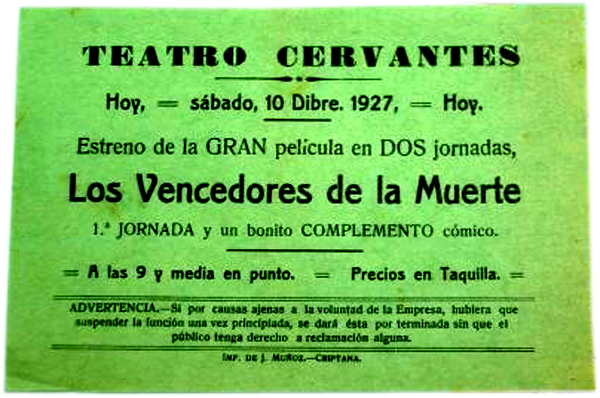 TEATRO CERVANTES
Hoy, = sábado, 10 Dibre. 1927, = Hoy.
Estreno de la GRAN película en DOS jornadas,
Los Vencedores de la Muerte
1.ª JORNADA y un bonito COMPLEMENTO cómico.
= A las 9 y media en punto. = Precios en Taquilla. =
ADVERTENCIA.—Si por causas ajenas a la voluntad de la Empresa, hubiera que
suspender la función una vez principiada, se dará ésta por terminada sin que el
público tenga derecho a reclamación alguna.
IMP. DE J. MUÑOZ.—CRIPTANA.